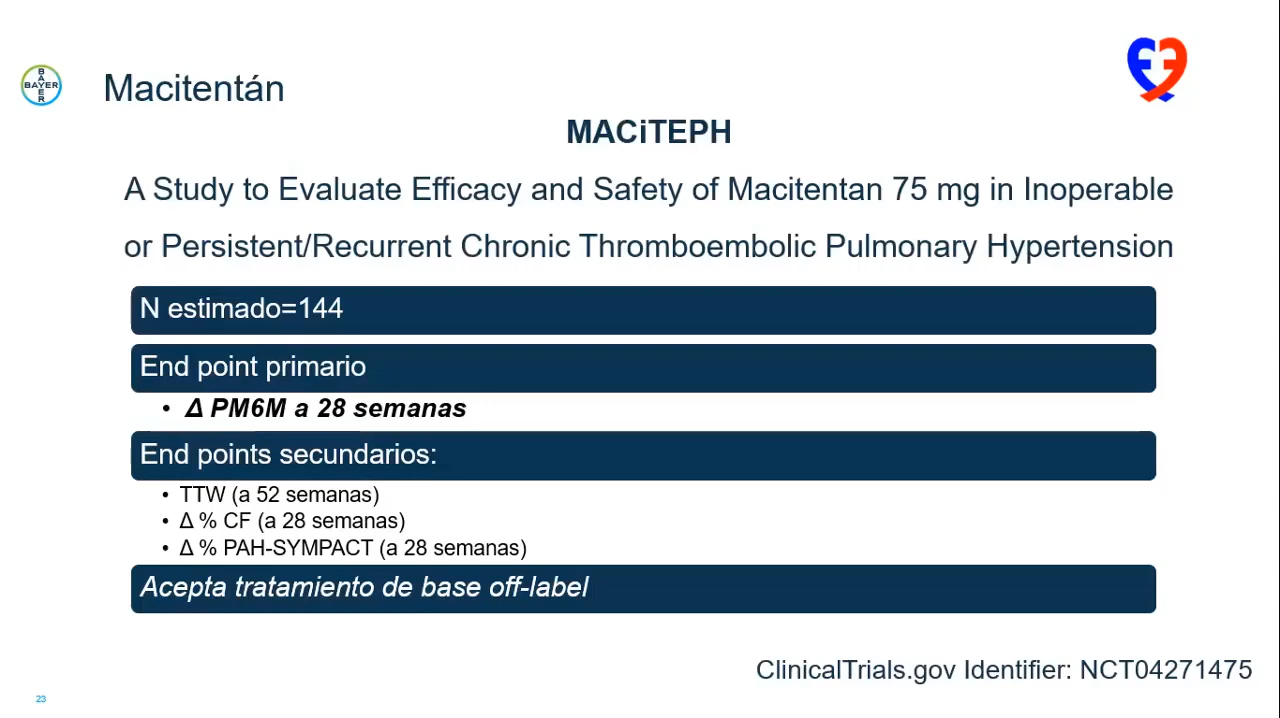 BAYER
BAYER
Macitentán
MACiTEPH
A Study to Evaluate Efficacy and Safety of Macitentan 75 mg in Inoperable
or Persistent/Recurrent Chronic Thromboembolic Pulmonary Hypertension
N estimado=144
End point primario
• Δ PM6M a 28 semanas
End points secundarios:
• TTW (a 52 semanas)
• Δ % CF (a 28 semanas)
• Δ % PAH-SYMPACT (a 28 semanas)
Acepta tratamiento de base off-label
ClinicalTrials.gov Identifier: NCT04271475
23